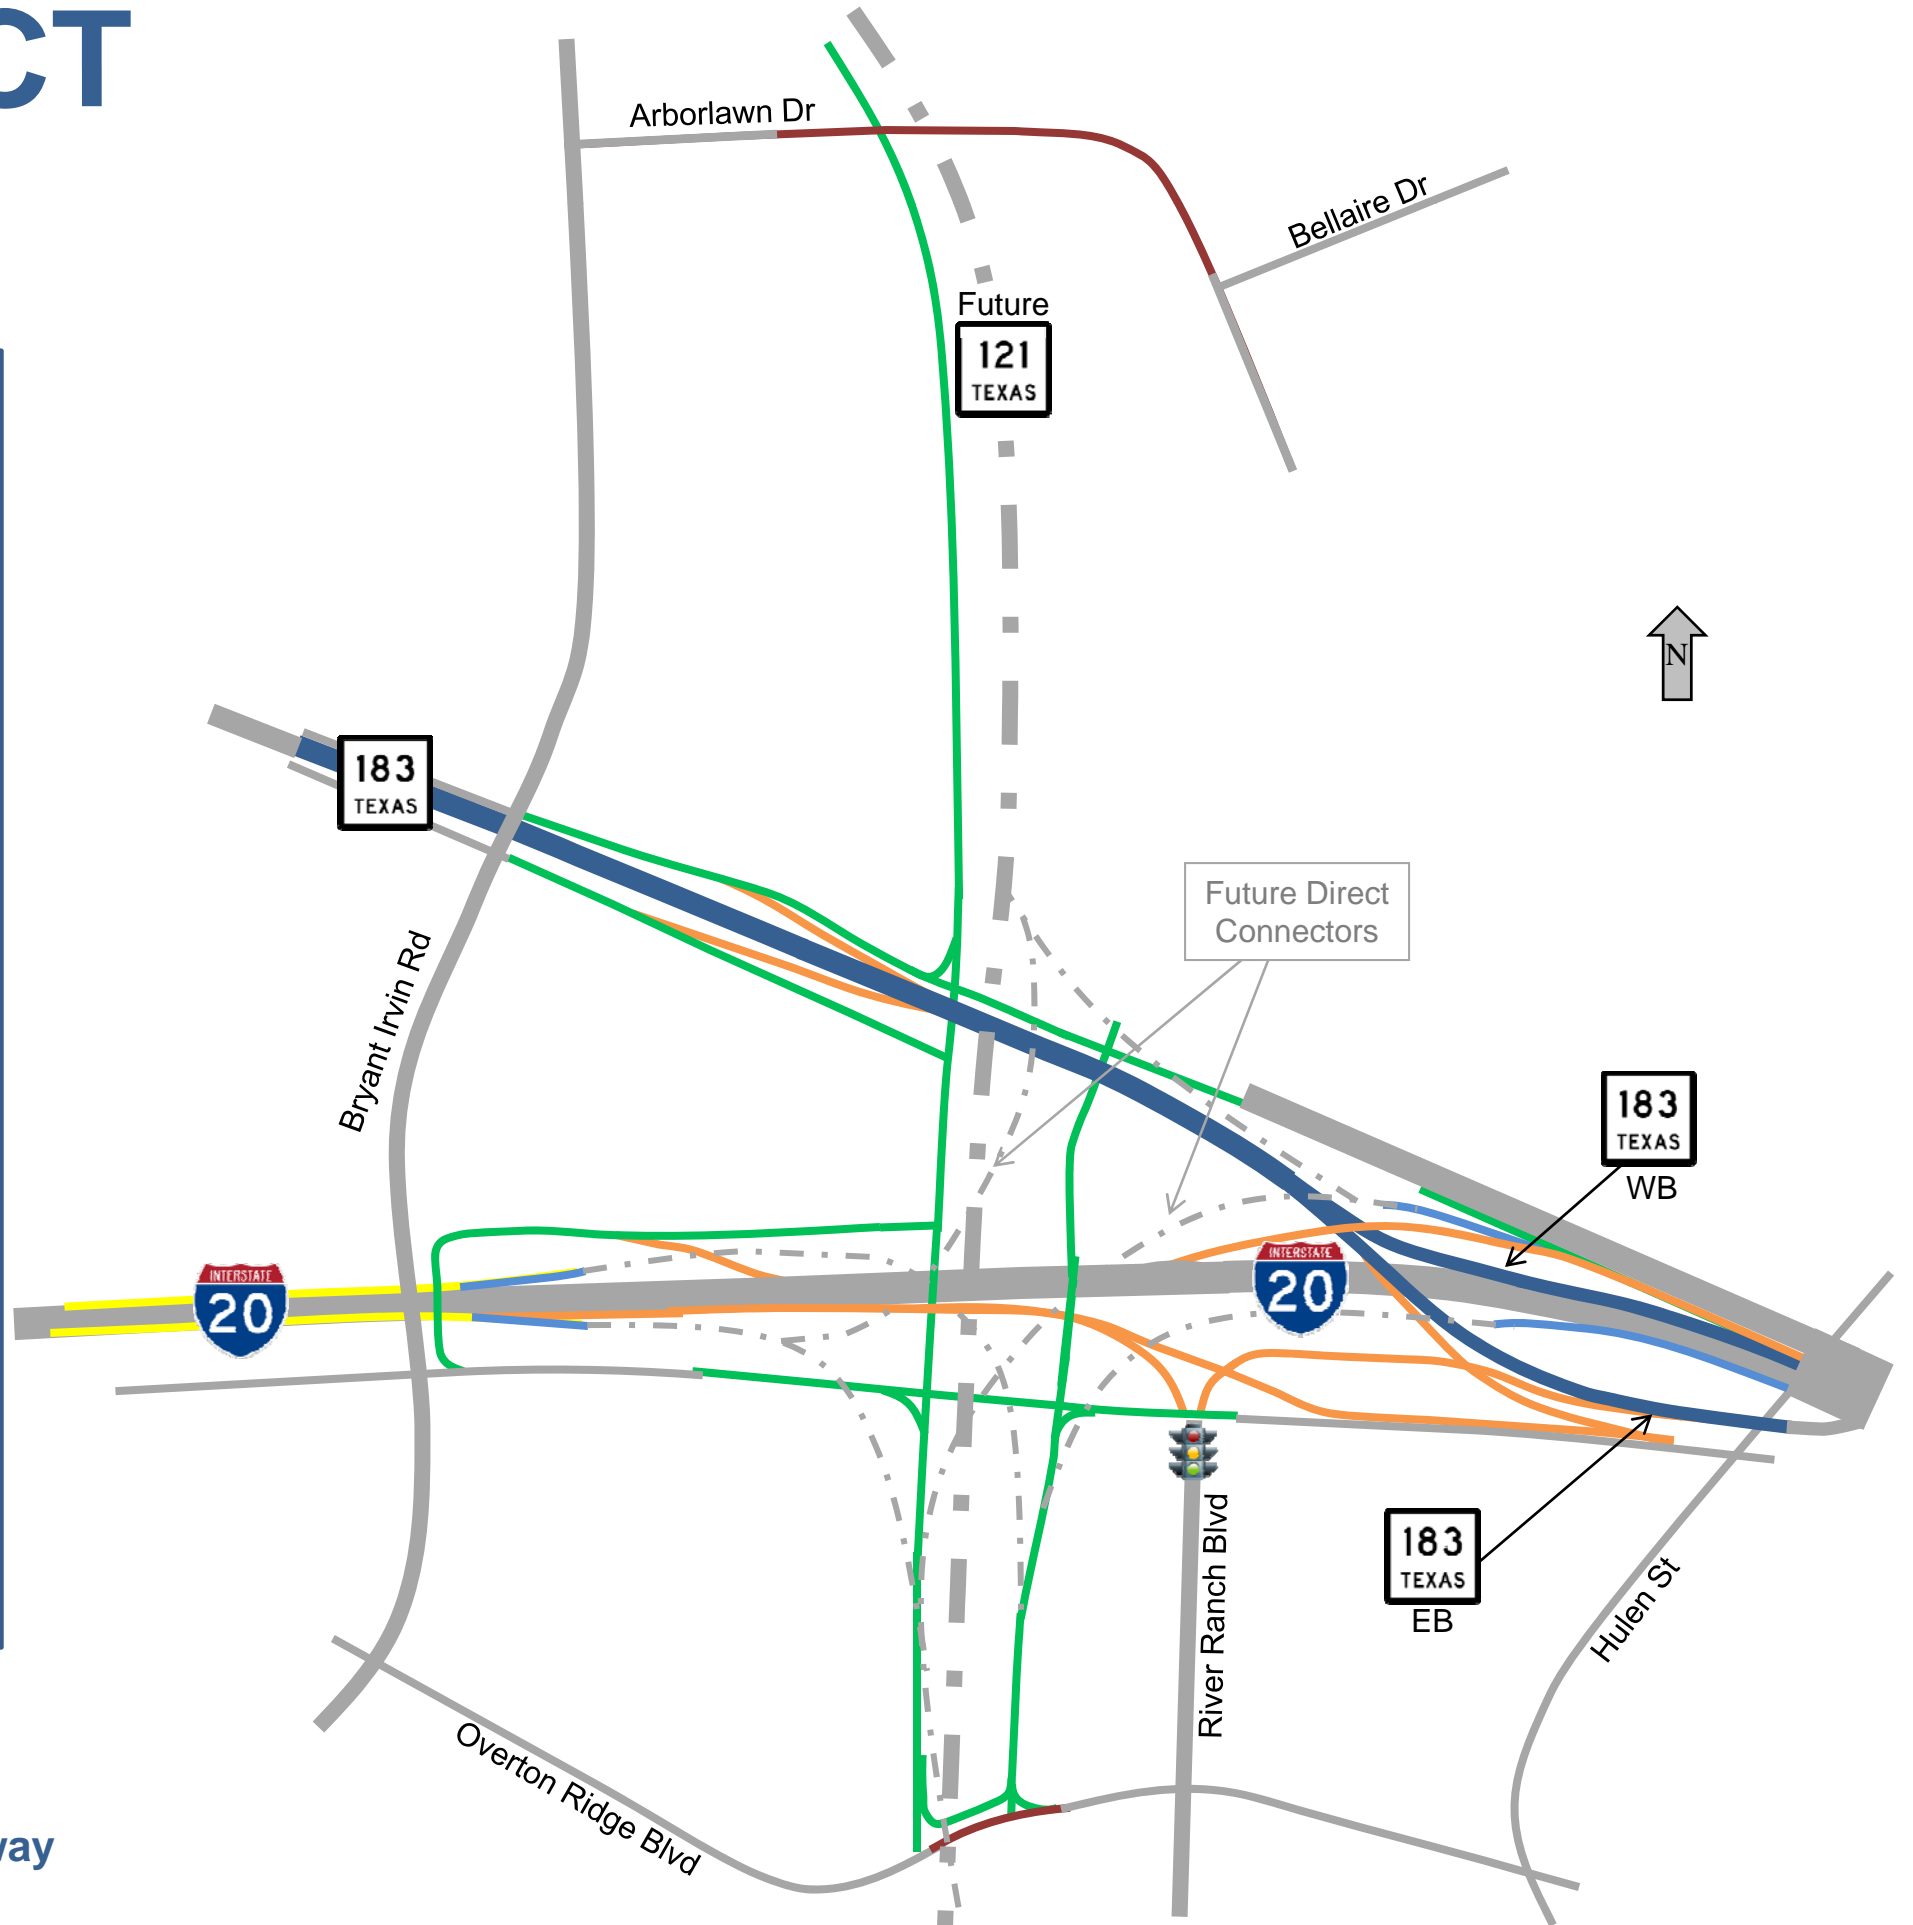 CT
Arborlawn Dr
Bellaire Dr
Future
121
TEXAS
N
183
TEXAS
Future Direct
Connectors
Bryant Irvin Rd
183
TEXAS
WB
INTERSTATE
20
INTERSTATE
20
183
TEXAS
EB
River Ranch Blvd
Hulen St
Overton Ridge Blvd
way